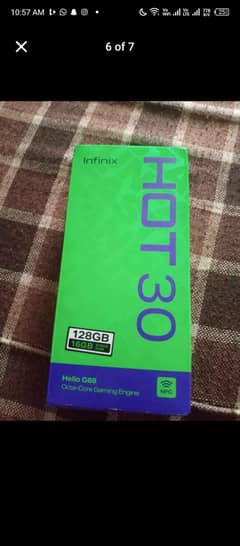 10:57 AM
6 of 7
Infinix
HOT 30
128GB
16GB
Helio G88
Octa-Core Gaming Engine
NFC